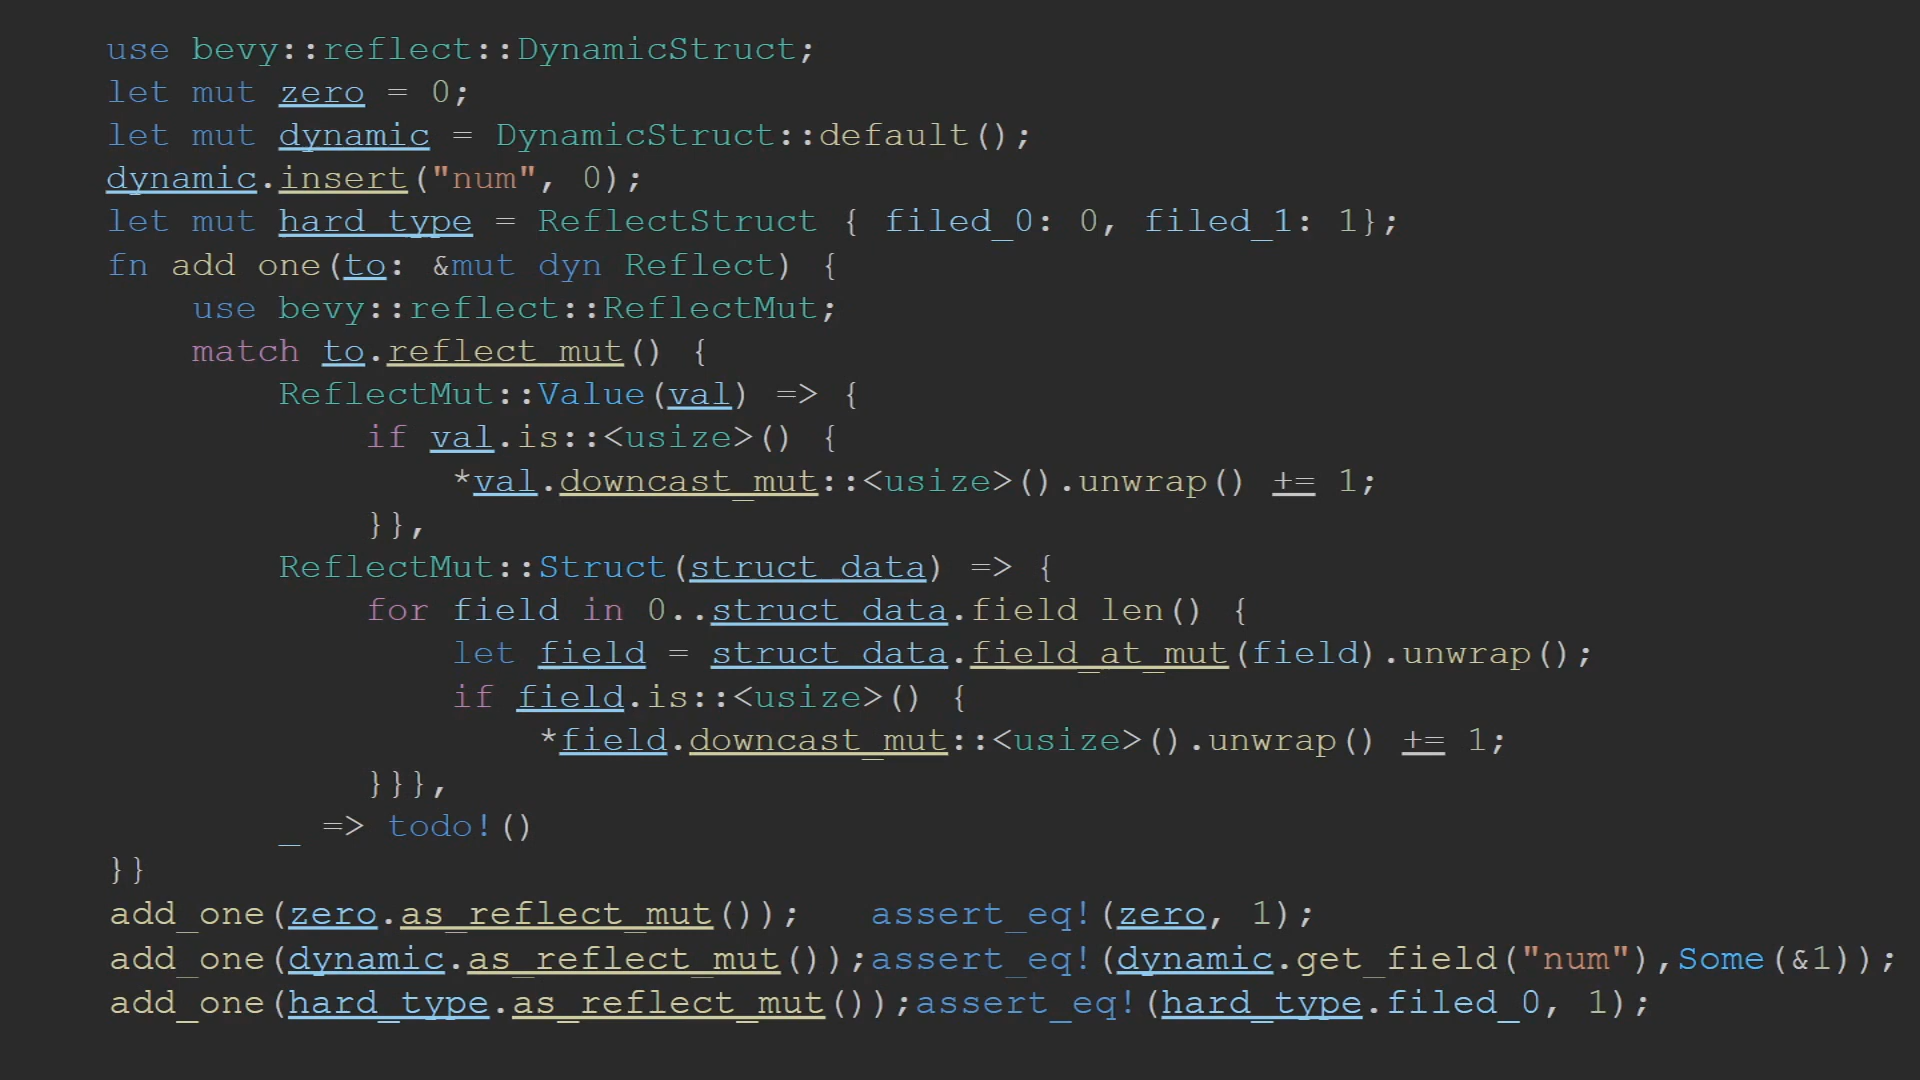 use bevy::reflect::DynamicStruct;
let mut zero = 0;
let mut dynamic = DynamicStruct::default();
dynamic.insert("num", 0);
let mut hard_type = ReflectStruct { filed_0: 0, filed_1: 1};
fn add_one(to: &mut dyn Reflect) {
    use bevy::reflect::ReflectMut;
    match to.reflect_mut() {
        ReflectMut::Value(val) => {
            if val.is::<usize>() {
                *val.downcast_mut::<usize>().unwrap() += 1;
            }},
        ReflectMut::Struct(struct_data) => {
            for field in 0..struct_data.field_len() {
                let field = struct_data.field_at_mut(field).unwrap();
                if field.is::<usize>() {
                    *field.downcast_mut::<usize>().unwrap() += 1;
            }}},
        _ => todo!()
}}
add_one(zero.as_reflect_mut());   assert_eq!(zero, 1);
add_one(dynamic.as_reflect_mut());assert_eq!(dynamic.get_field("num"),Some(&1));
add_one(hard_type.as_reflect_mut());assert_eq!(hard_type.filed_0, 1);